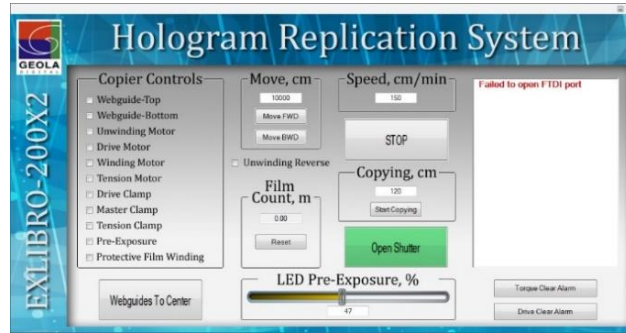 Hologram Replication System
GEOLA
DIGITAL
EXLIBRO-200X2
Copier Controls
Webguide-Top
Webguide-Bottom
Unwinding Motor
Drive Motor
Winding Motor
Tension Motor
Drive Clamp
Master Clamp
Tension Clamp
Pre-Exposure
Protective Film Winding
Webguides To Center
Move, cm
10000
Move FWD
Move BWD
Unwinding Reverse
Film
Count, m
0.00
Reset
Speed, cm/min
150
STOP
Copying, cm
120
Start Copying
Open Shutter
LED Pre-Exposure, %
47
Failed to open FTDI port
Torque Clear Alarm
Drive Clear Alarm